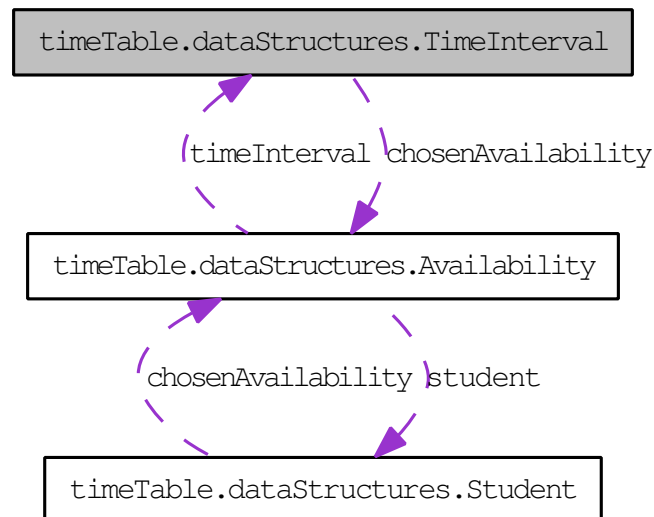 timeTable.dataStructures.TimeInterval
timeInterval chosenAvailability
timeTable.dataStructures.Availability
chosenAvailability student
timeTable.dataStructures.Student